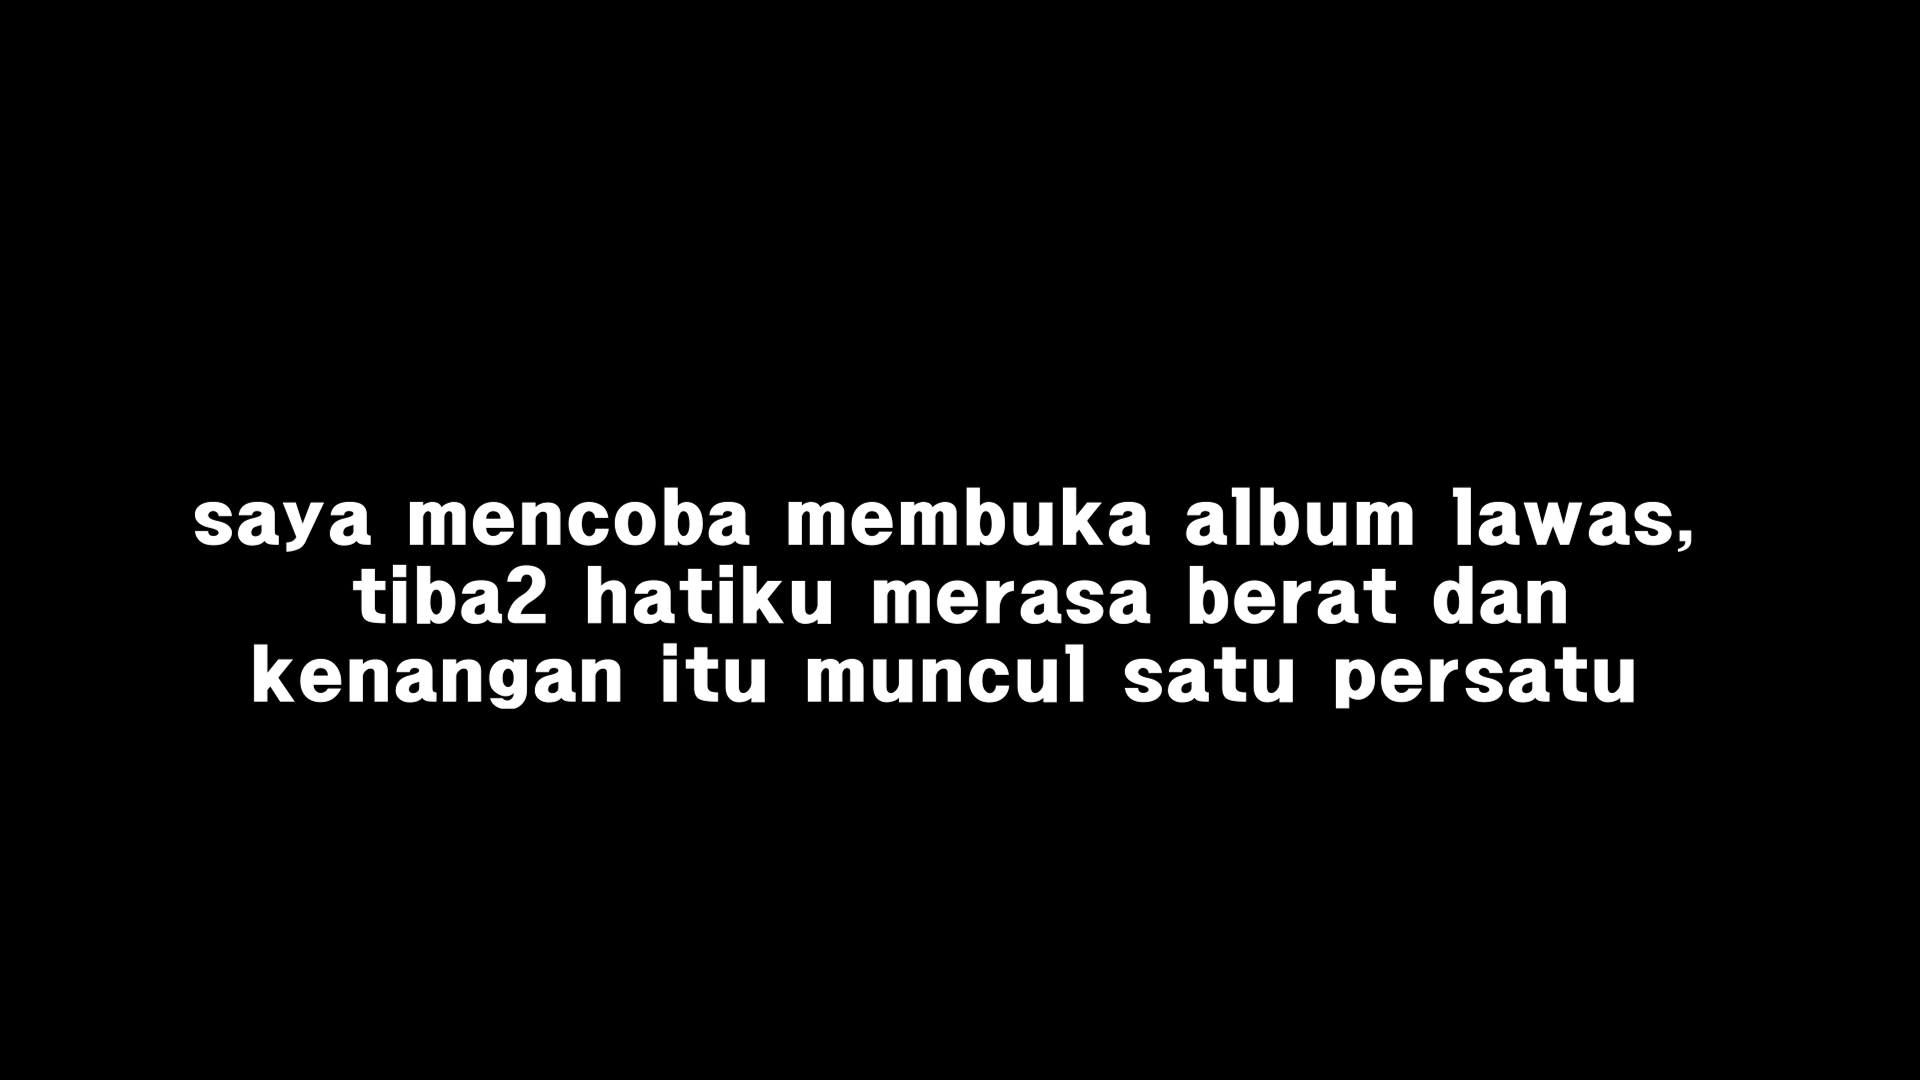 saya mencoba membuka album lawas,
tiba2 hatiku merasa berat dan
kenangan itu muncul satu persatu